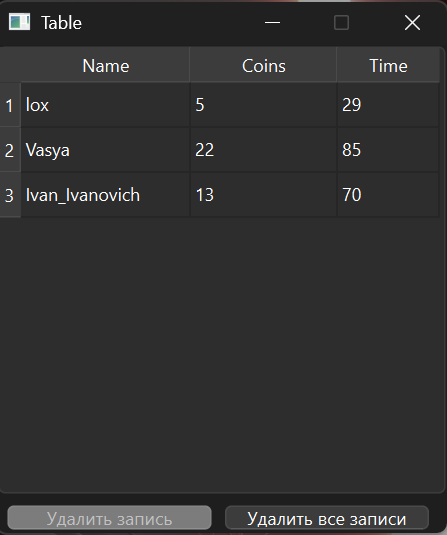 Table
Name Coins Time
1 lox 5 29
2 Vasya 22 85
3 Ivan_Ivanovich 13 70
Удалить запись Удалить все записи